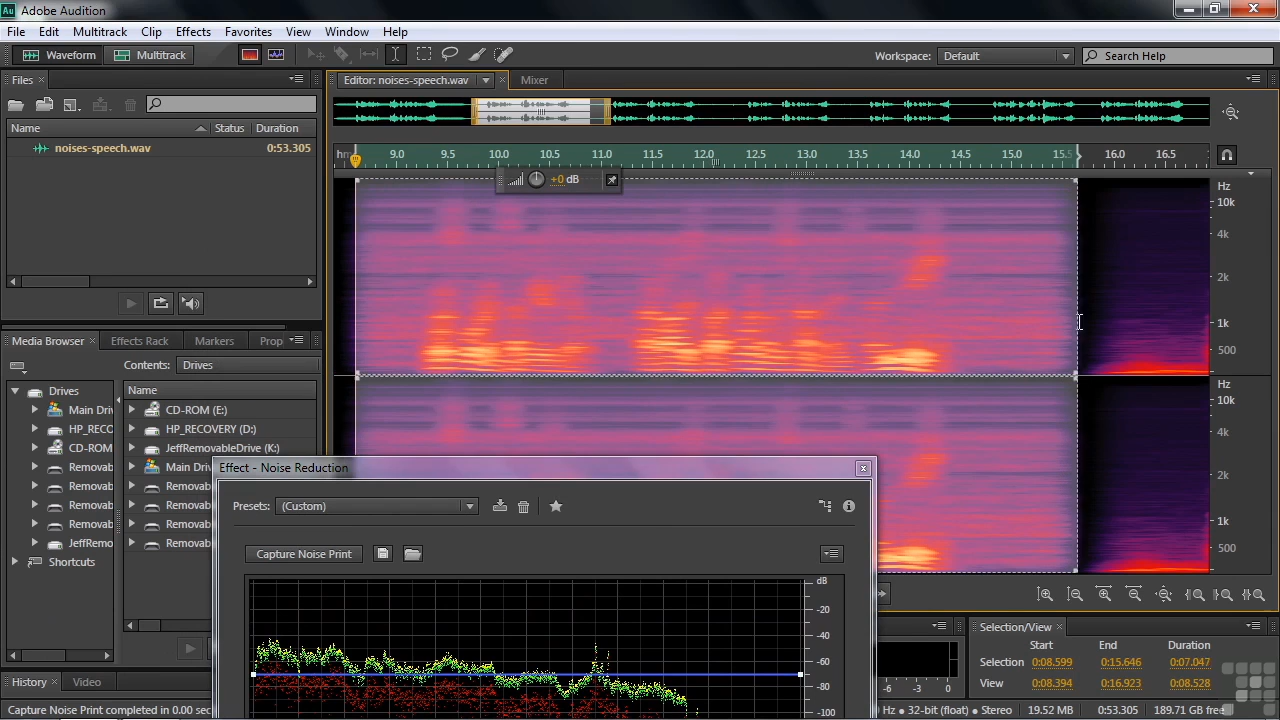 Au Adobe Audition
File Edit Multitrack Clip Effects Favorites View Window Help
Waveform Multitrack Workspace: Default Search Help
Files
Name Status Duration
noises-speech.wav 0:53.305
Editor: noises-speech.wav Mixer
9.0 9.5 10.0 10.5 11.0 11.5 12.0 12.5 13.0 13.5 14.0 14.5 15.0 15.5 16.0 16.5
+0 dB
Hz
10k
4k
2k
1k
500
Hz
10k
4k
2k
1k
500
Media Browser Effects Rack Markers Prop
Contents: Drives
Drives
Main Driv
HP_RECO
CD-ROM
Removab
Removab
Removab
Removab
HeffRemo
Shortcuts
Name
CD-ROM (E:)
HP_RECOVERY (D:)
JeffRemovableDrive (K:)
Main Driv
Removab
Removab
Removab
Removab
History Video
Capture Noise Print completed in 0.00 sec
Effect - Noise Reduction
Presets: (Custom)
Capture Noise Print
dB
-20
-40
-60
-80
-100
-6 -3 0
Selection/View
Start End Duration
Selection 0:08.599 0:15.646 0:07.047
View 0:08.394 0:16.923 0:08.528
Hz • 32-bit (float) • Stereo 19.52 MB 0:53.305 189.71 GB free